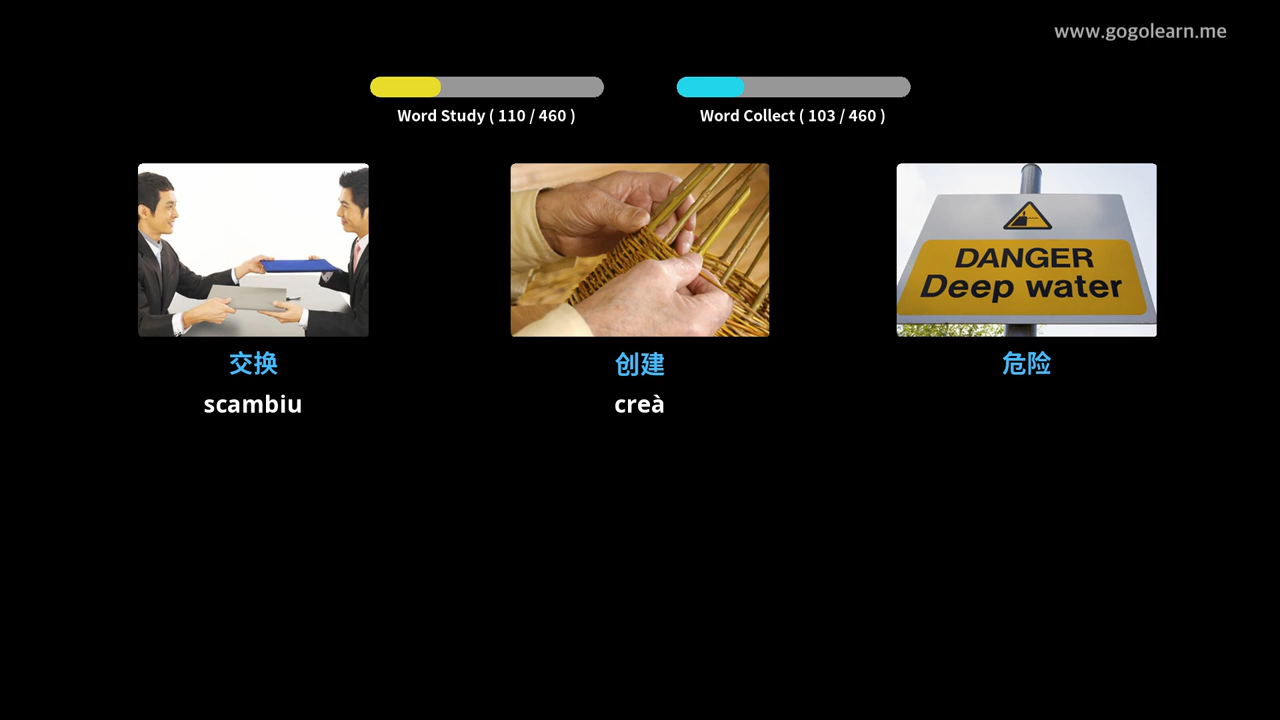 www.gogolearn.me
Word Study ( 110 / 460 )
Word Collect ( 103 / 460 )
DANGER
Deep water
交换
创建
危险
scambiu
creà